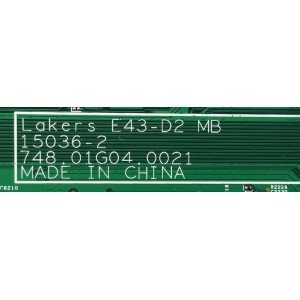 Lakers E43-D2 MB
15036-2
748.01G04.0021
MADE IN CHINA